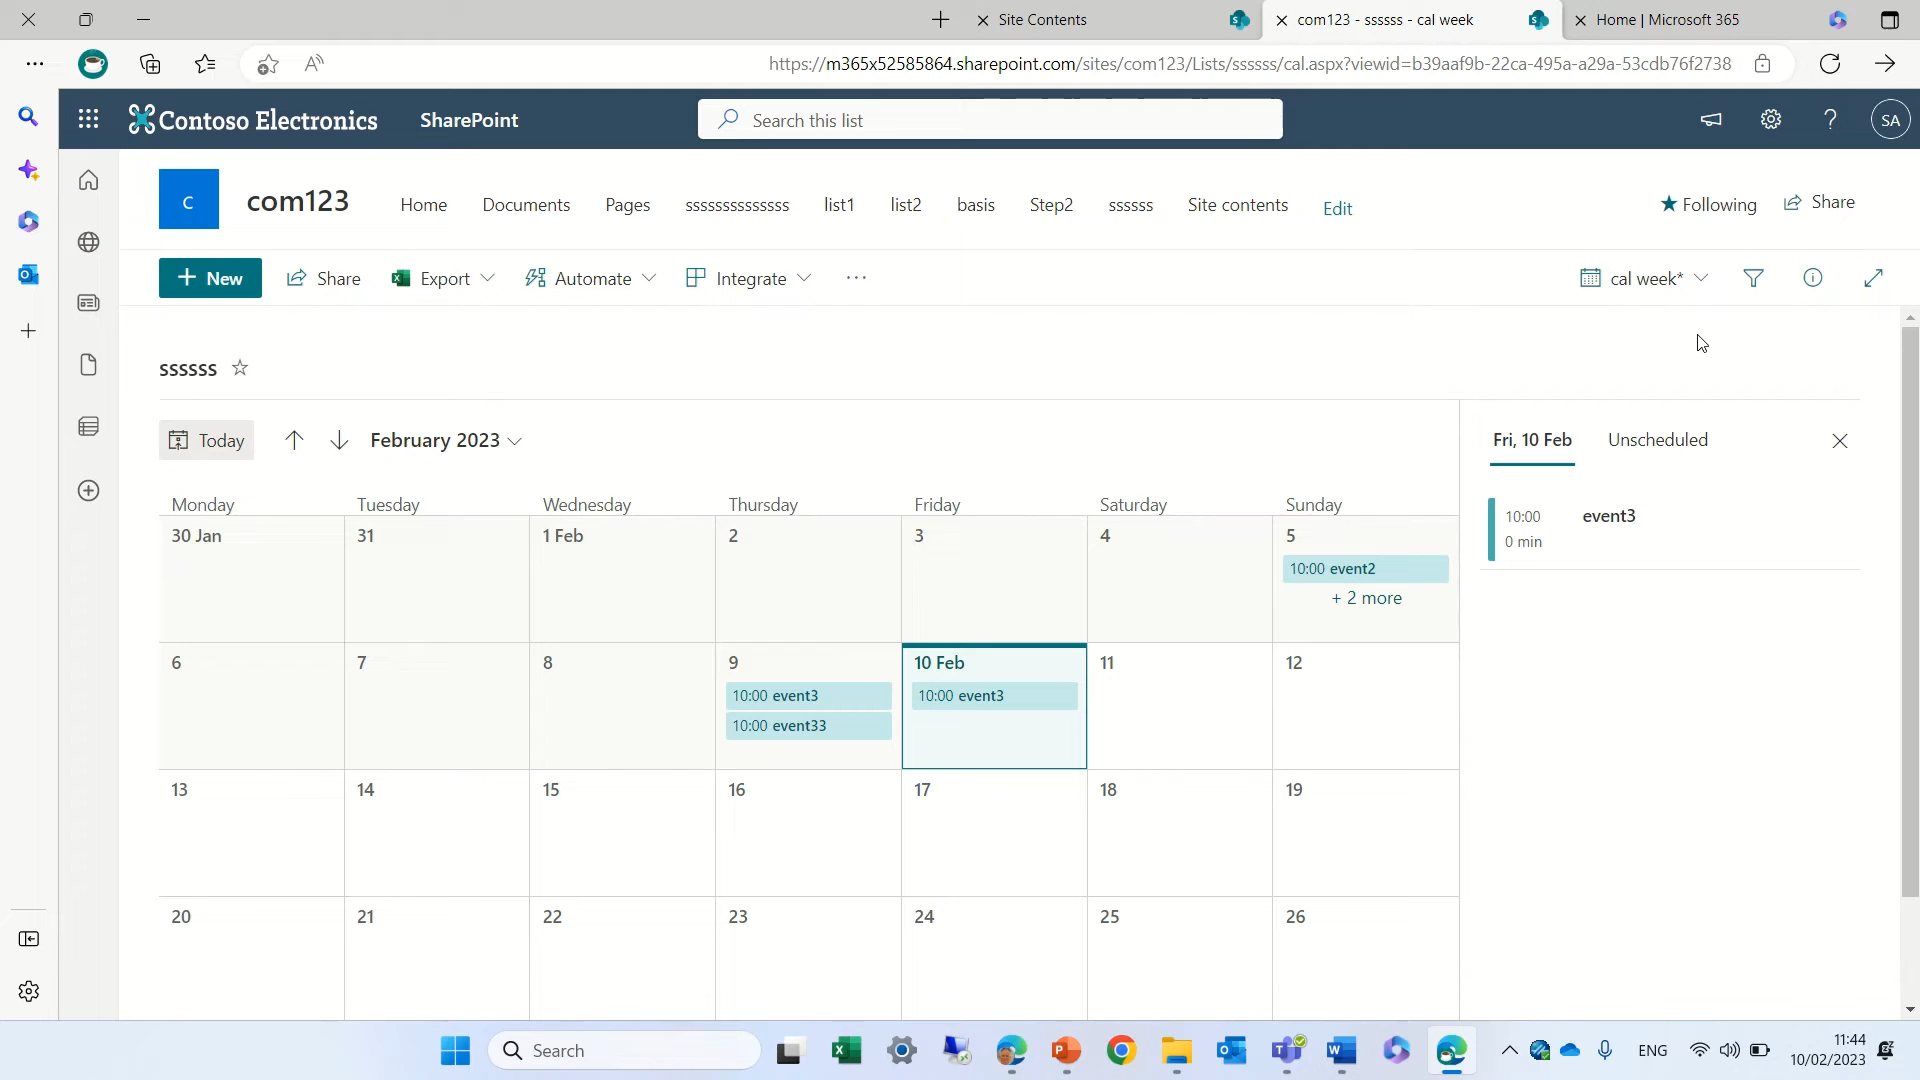 Site Contents
com123 - ssssss - cal week
Home | Microsoft 365
https://m365x52585864.sharepoint.com/sites/com123/Lists/ssssss/cal.aspx?viewid=b39aaf9b-22ca-495a-a29a-53cdb76f2738
Contoso Electronics
SharePoint
Search this list
SA
C
com123
Home
Documents
Pages
ssssssssssssss
list1
list2
basis
Step2
ssssss
Site contents
Edit
Following
Share
New
Share
Export
Automate
Integrate
cal week*
ssssss
Today
February 2023
Fri, 10 Feb
Unscheduled
Monday
Tuesday
Wednesday
Thursday
Friday
Saturday
Sunday
10:00 event3
0 min
30 Jan
31
1 Feb
2
3
4
5
10:00 event2
+ 2 more
6
7
8
9
10:00 event3
10:00 event33
10 Feb
10:00 event3
11
12
13
14
15
16
17
18
19
20
21
22
23
24
25
26
Search
ENG
11:44
10/02/2023